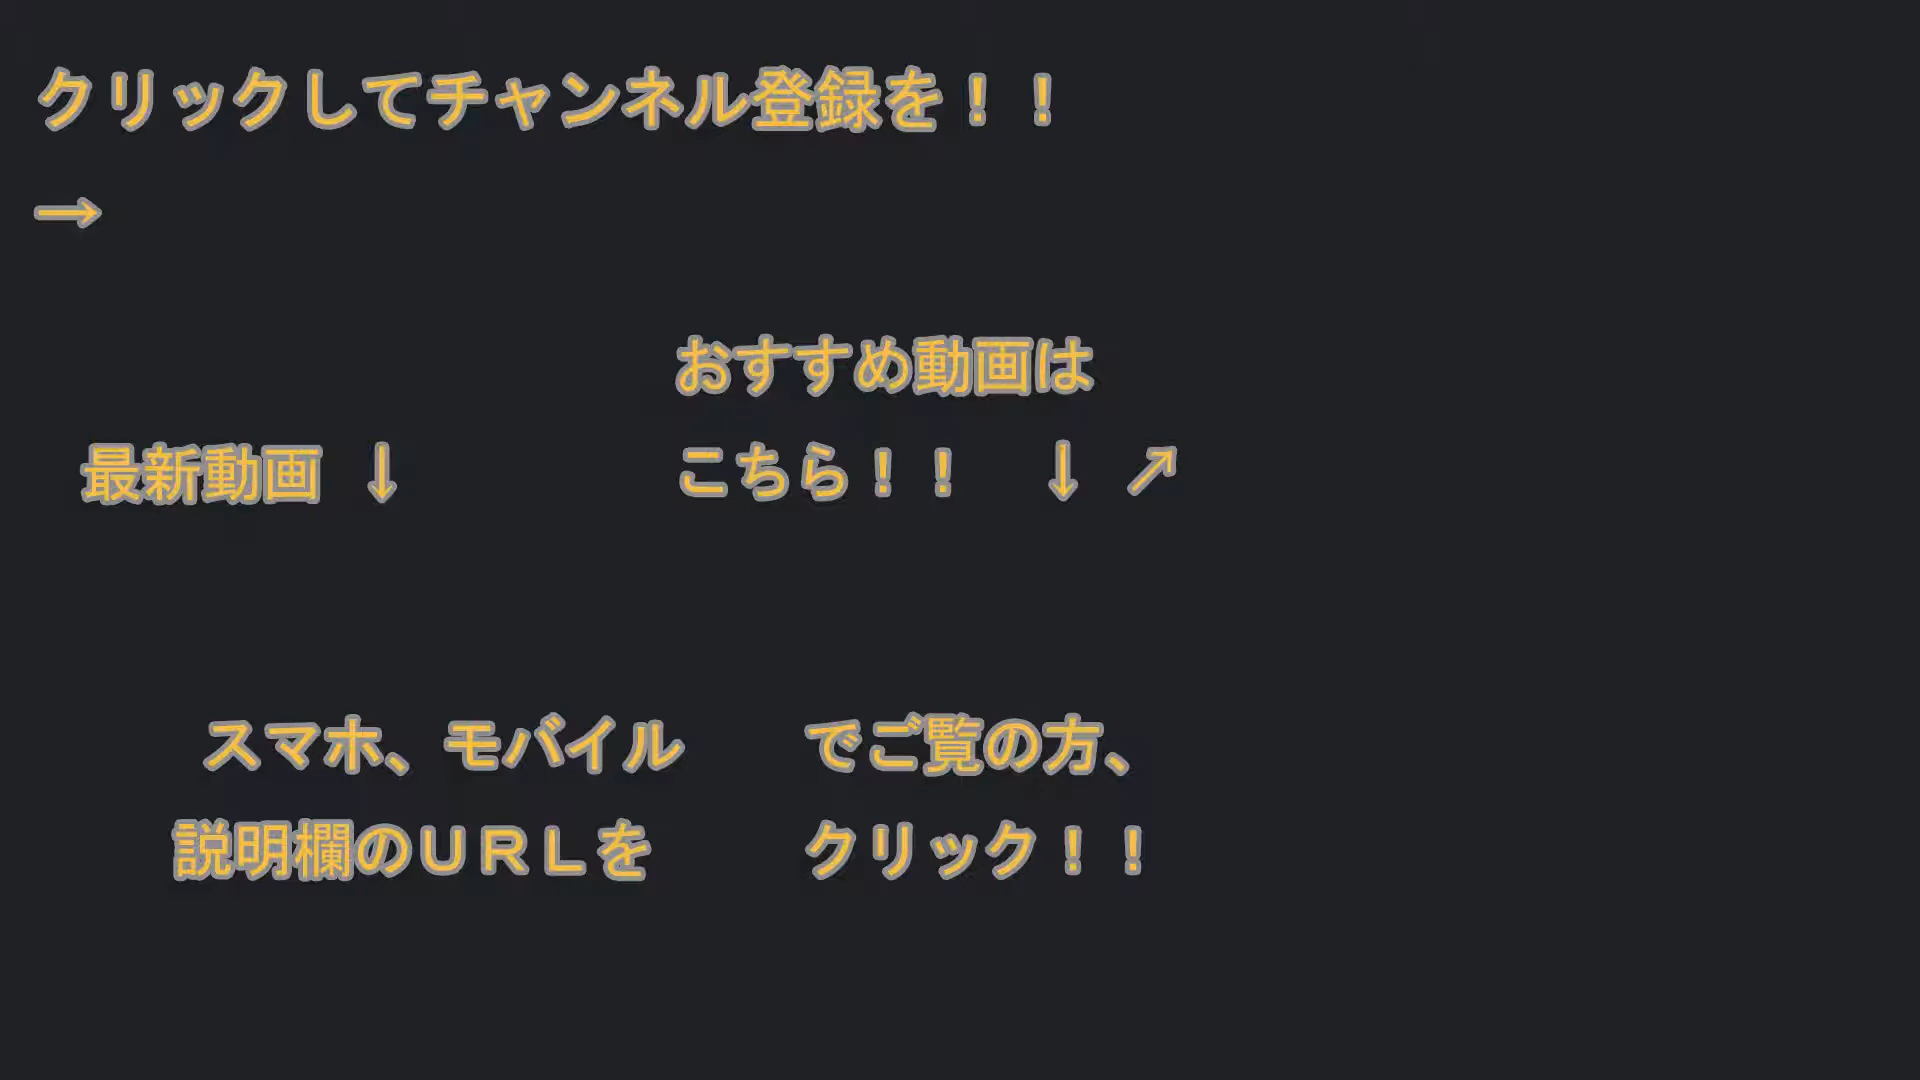 クリックしてチャンネル登録を！！
→
おすすめ動画は
最新動画 ↓
こちら！！ ↓ ↗
スマホ、モバイル でご覧の方、
説明欄のＵＲＬを クリック！！